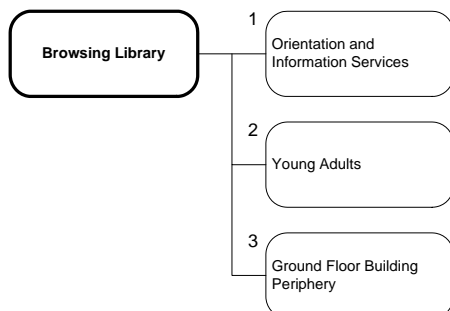 Browsing Library
1
Orientation and
Information Services
2
Young Adults
3
Ground Floor Building
Periphery